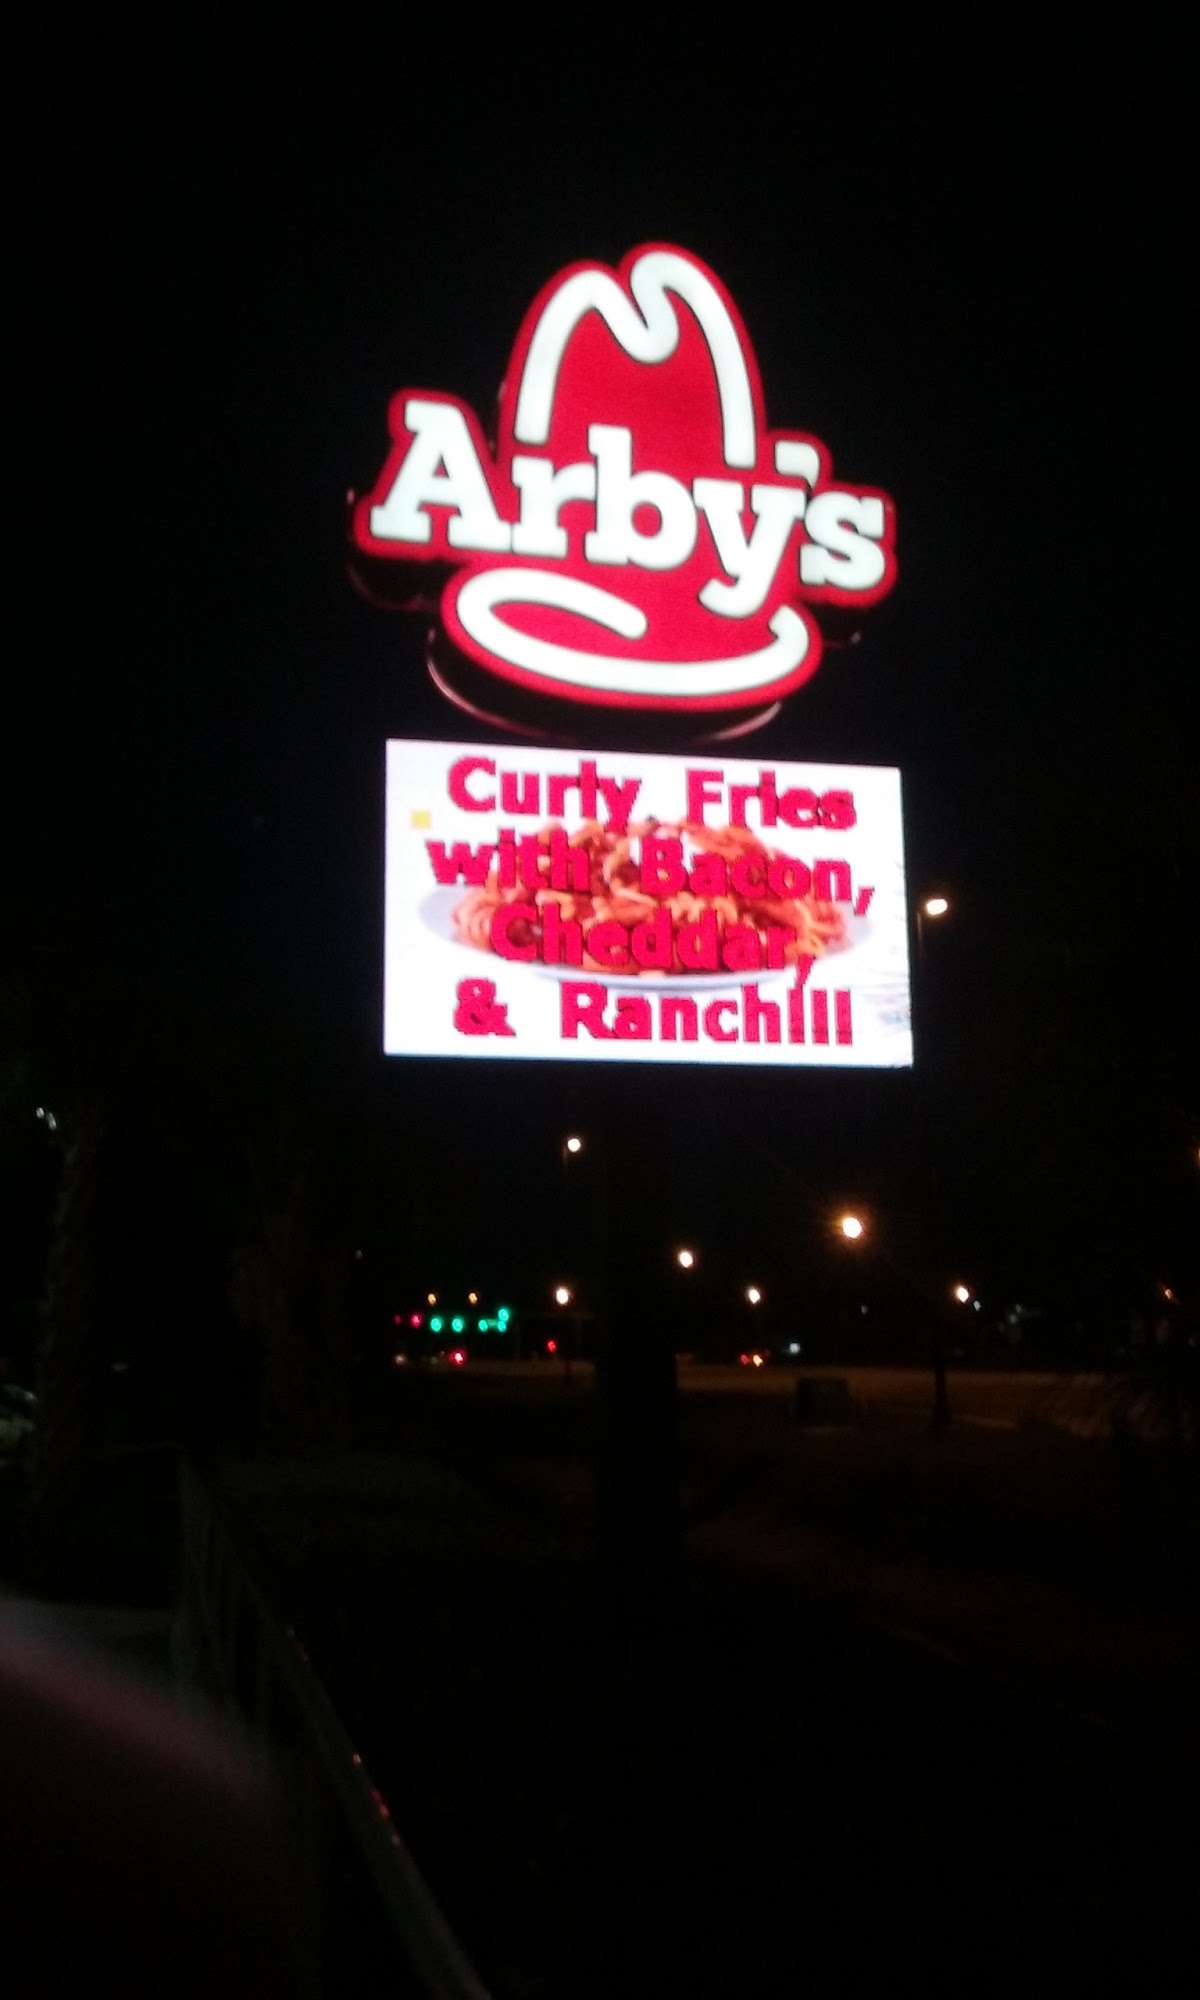 Arby's
Curly Fries
with Bacon,
Cheddar,
& Ranch!!!